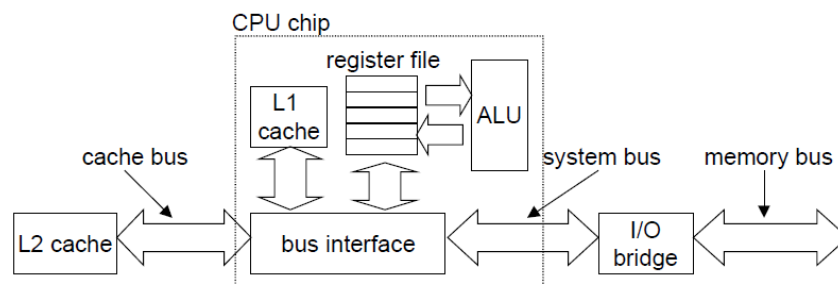 CPU chip
register file
L1
cache
ALU
cache bus
system bus
memory bus
L2 cache
bus interface
I/O
bridge